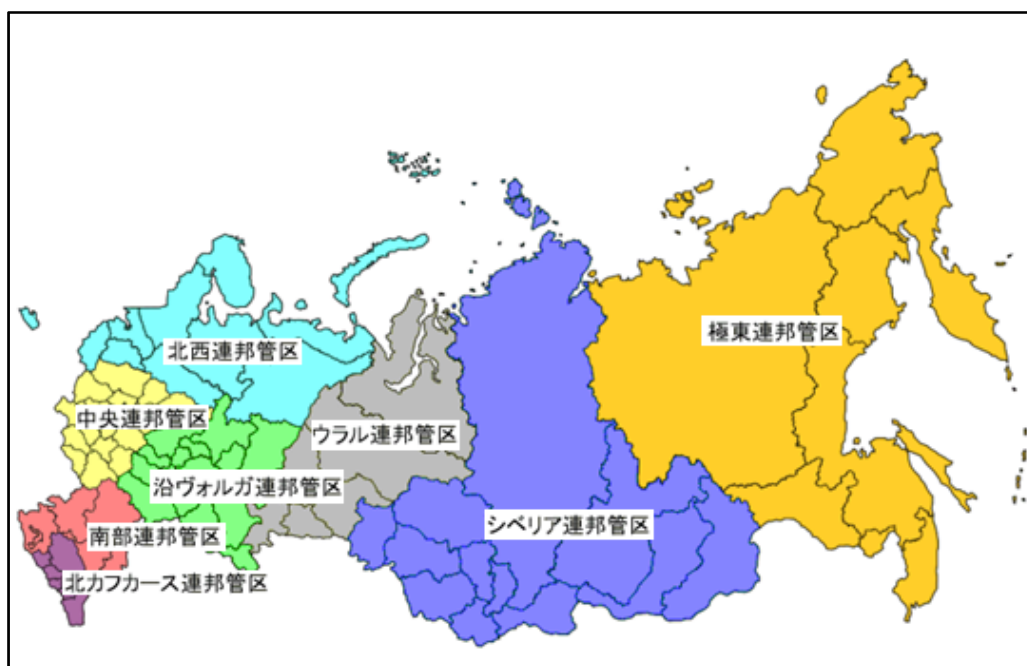 極東連邦管区
北西連邦管区
中央連邦管区
ウラル連邦管区
沿ヴォルガ連邦管区
シベリア連邦管区
南部連邦管区
北カフカース連邦管区